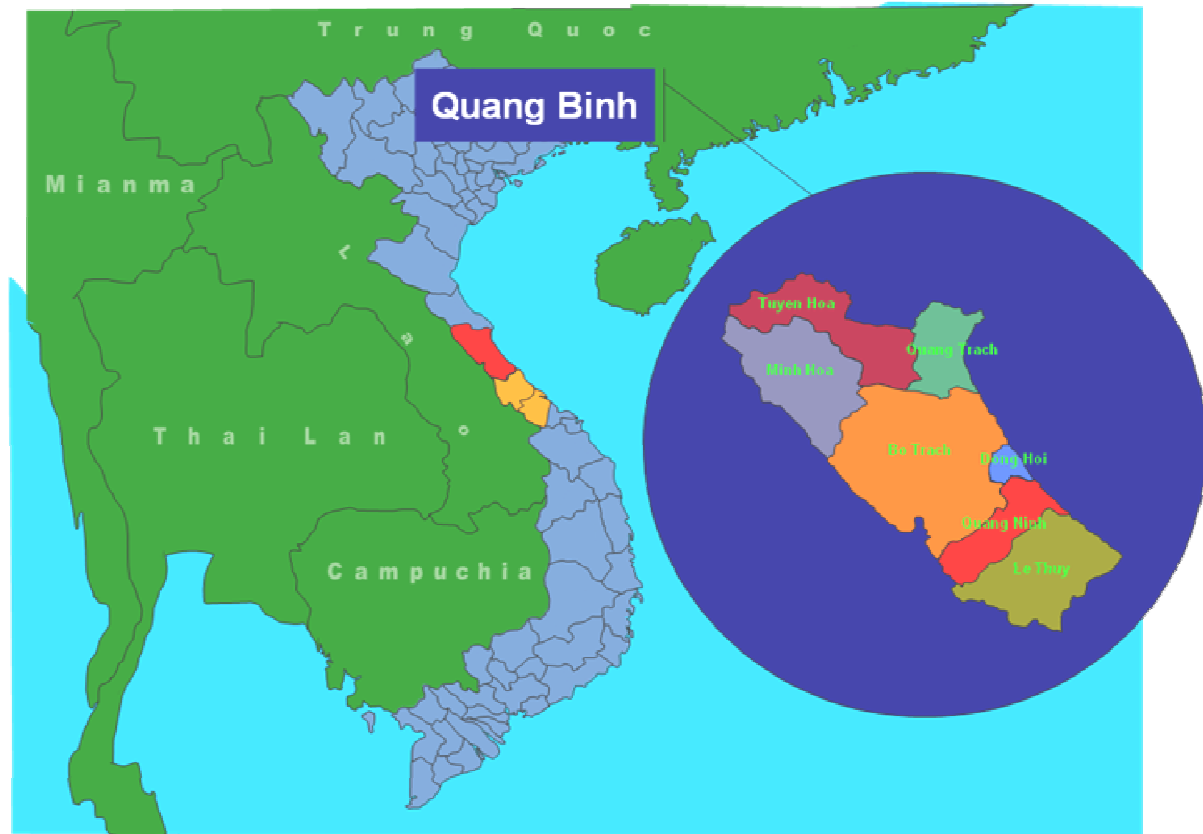 Trung Quoc
Quang Binh
Mianma
Lao
Tuyen Hoa
Quang Trach
Minh Hoa
Thai Lan
Bo Trach
Dong Hoi
Quang Ninh
Campuchia
Le Thuy